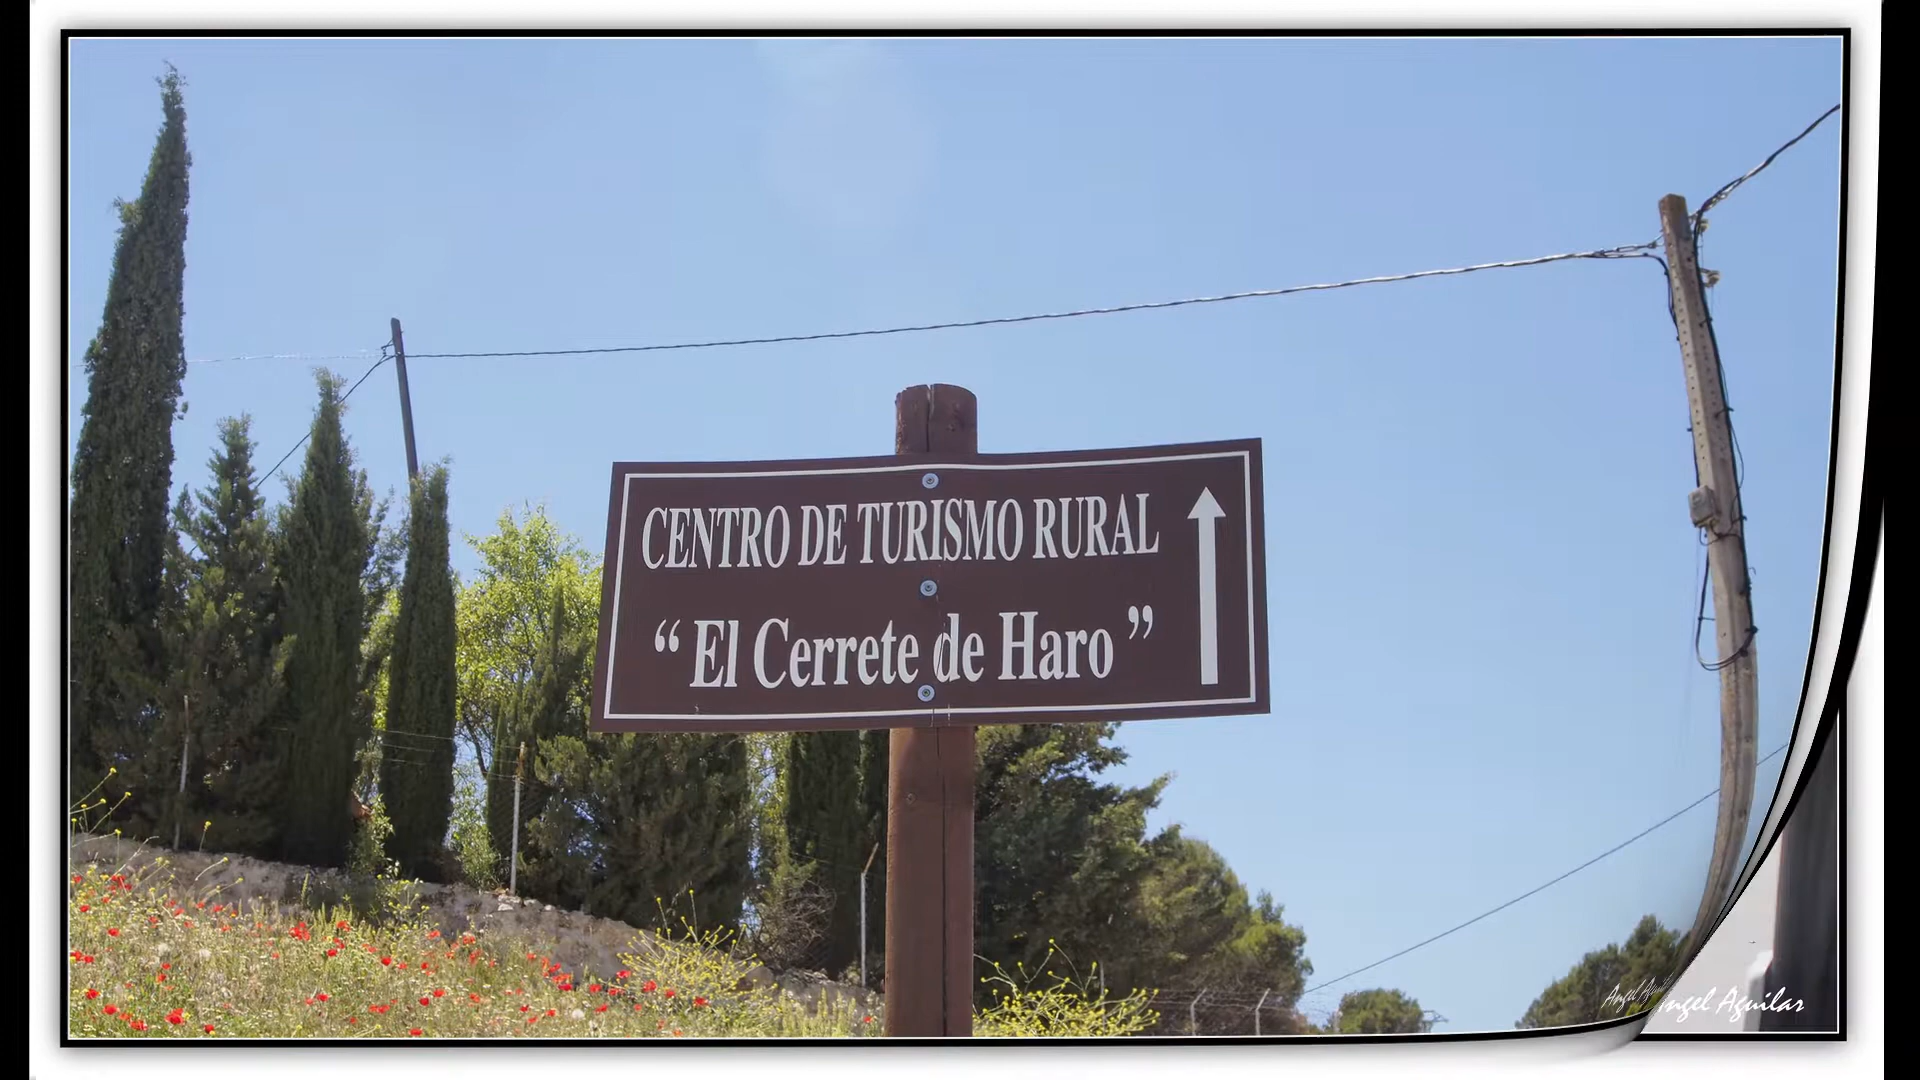 CENTRO DE TURISMO RURAL
“ El Cerrete de Haro ”
Angel Aguilar